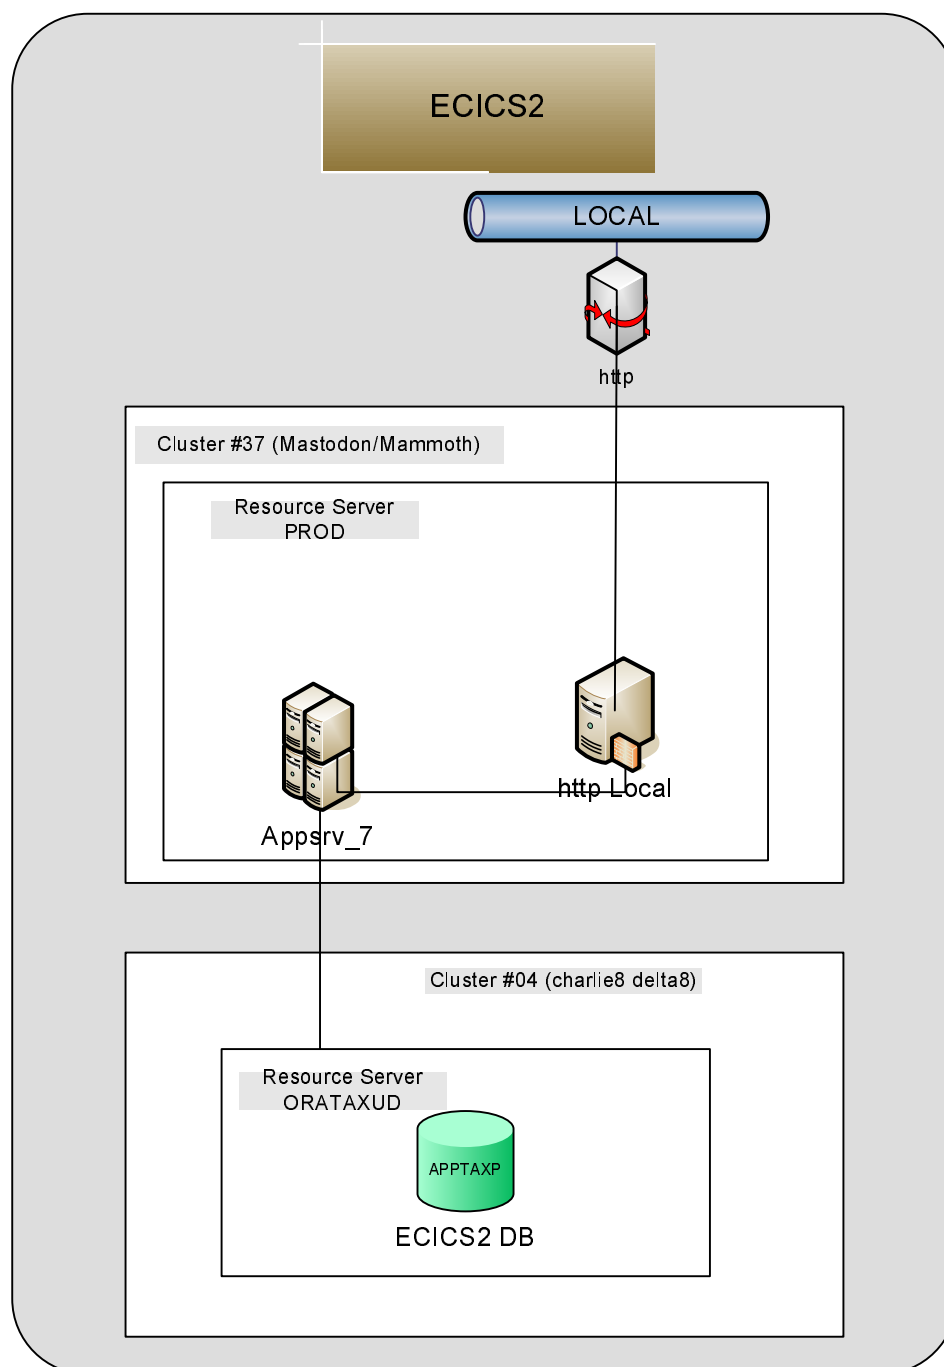 ECICS2
LOCAL
http
Cluster #37 (Mastodon/Mammoth)
Resource Server
PROD
http Local
Appsrv_7
Cluster #04 (charlie8 delta8)
Resource Server
ORATAXUD
APPTAXP
ECICS2 DB